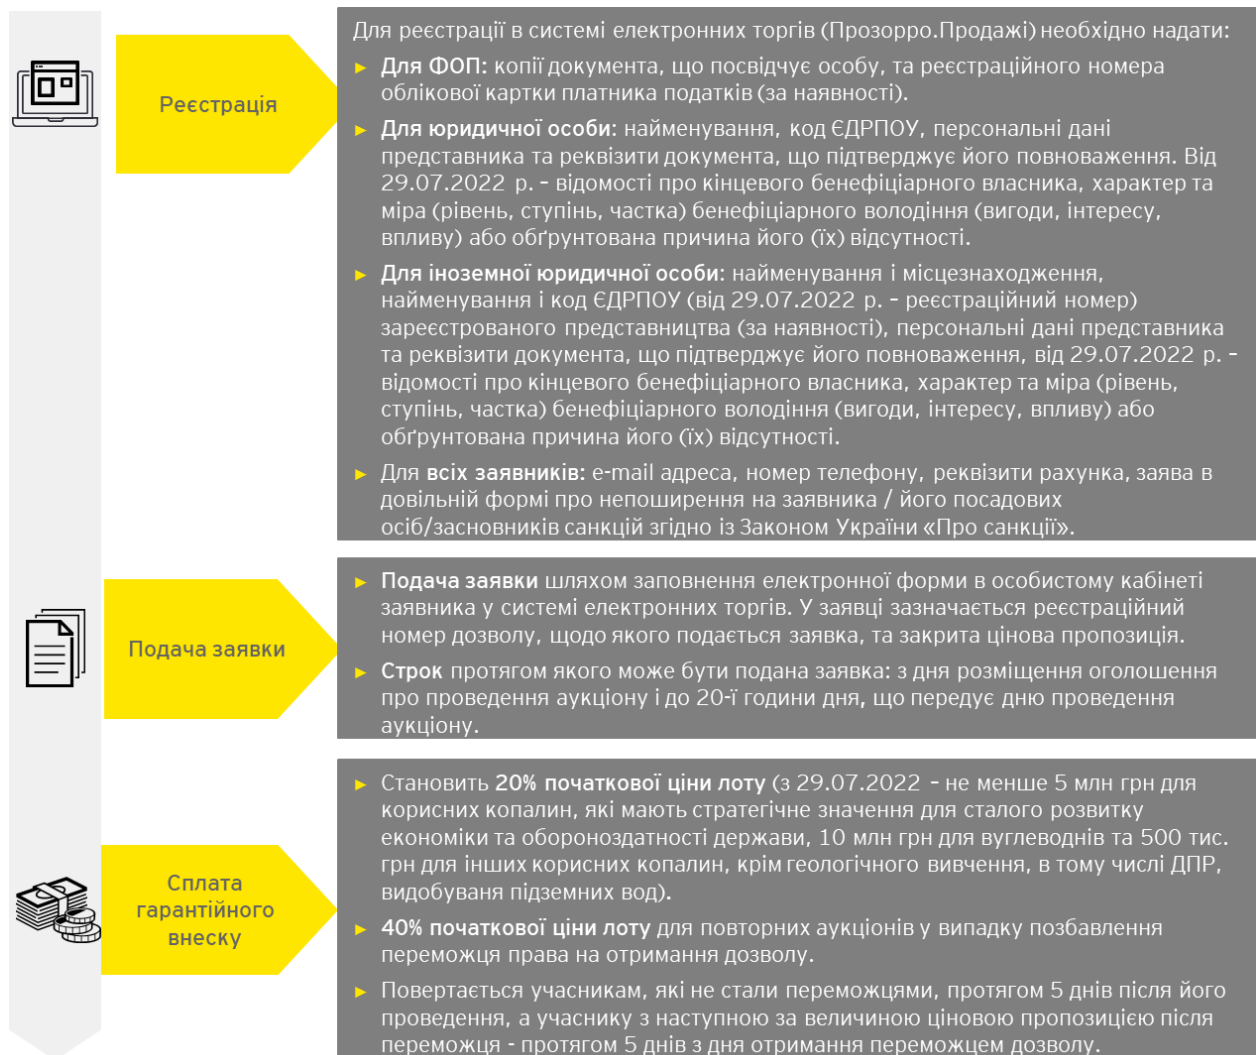 Реєстрація
Для реєстрації в системі електронних торгів (Прозорро.Продажі) необхідно надати:
► Для ФОП: копії документа, що посвідчує особу, та реєстраційного номера
облікової картки платника податків (за наявності).
► Для юридичної особи: найменування, код ЄДРПОУ, персональні дані
представника та реквізити документа, що підтверджує його повноваження. Від
29.07.2022 р. – відомості про кінцевого бенефіціарного власника, характер та
міра (рівень, ступінь, частка) бенефіціарного володіння (вигоди, інтересу,
впливу) або обґрунтована причина його (їх) відсутності.
► Для іноземної юридичної особи: найменування і місцезнаходження,
найменування і код ЄДРПОУ (від 29.07.2022 р. – реєстраційний номер)
зареєстрованого представництва (за наявності), персональні дані представника
та реквізити документа, що підтверджує його повноваження, від 29.07.2022 р. –
відомості про кінцевого бенефіціарного власника, характер та міра (рівень,
ступінь, частка) бенефіціарного володіння (вигоди, інтересу, впливу) або
обґрунтована причина його (їх) відсутності.
► Для всіх заявників: e-mail адреса, номер телефону, реквізити рахунка, заява в
довільній формі про непоширення на заявника / його посадових
осіб/засновників санкцій згідно із Законом України «Про санкції».
Подача заявки
► Подача заявки шляхом заповнення електронної форми в особистому кабінеті
заявника у системі електронних торгів. У заявці зазначається реєстраційний
номер дозволу, щодо якого подається заявка, та закрита цінова пропозиція.
► Строк протягом якого може бути подана заявка: з дня розміщення оголошення
про проведення аукціону і до 20-ї години дня, що передує дню проведення
аукціону.
Сплата
гарантійного
внеску
► Становить 20% початкової ціни лоту (з 29.07.2022 – не менше 5 млн грн для
корисних копалин, які мають стратегічне значення для сталого розвитку
економіки та обороноздатності держави, 10 млн грн для вуглеводнів та 500 тис.
грн для інших корисних копалин, крім геологічного вивчення, в тому числі ДПР,
видобуваня підземних вод).
► 40% початкової ціни лоту для повторних аукціонів у випадку позбавлення
переможця права на отримання дозволу.
► Повертається учасникам, які не стали переможцями, протягом 5 днів після його
проведення, а учаснику з наступною за величиною ціновою пропозицією після
переможця - протягом 5 днів з дня отримання переможцем дозволу.